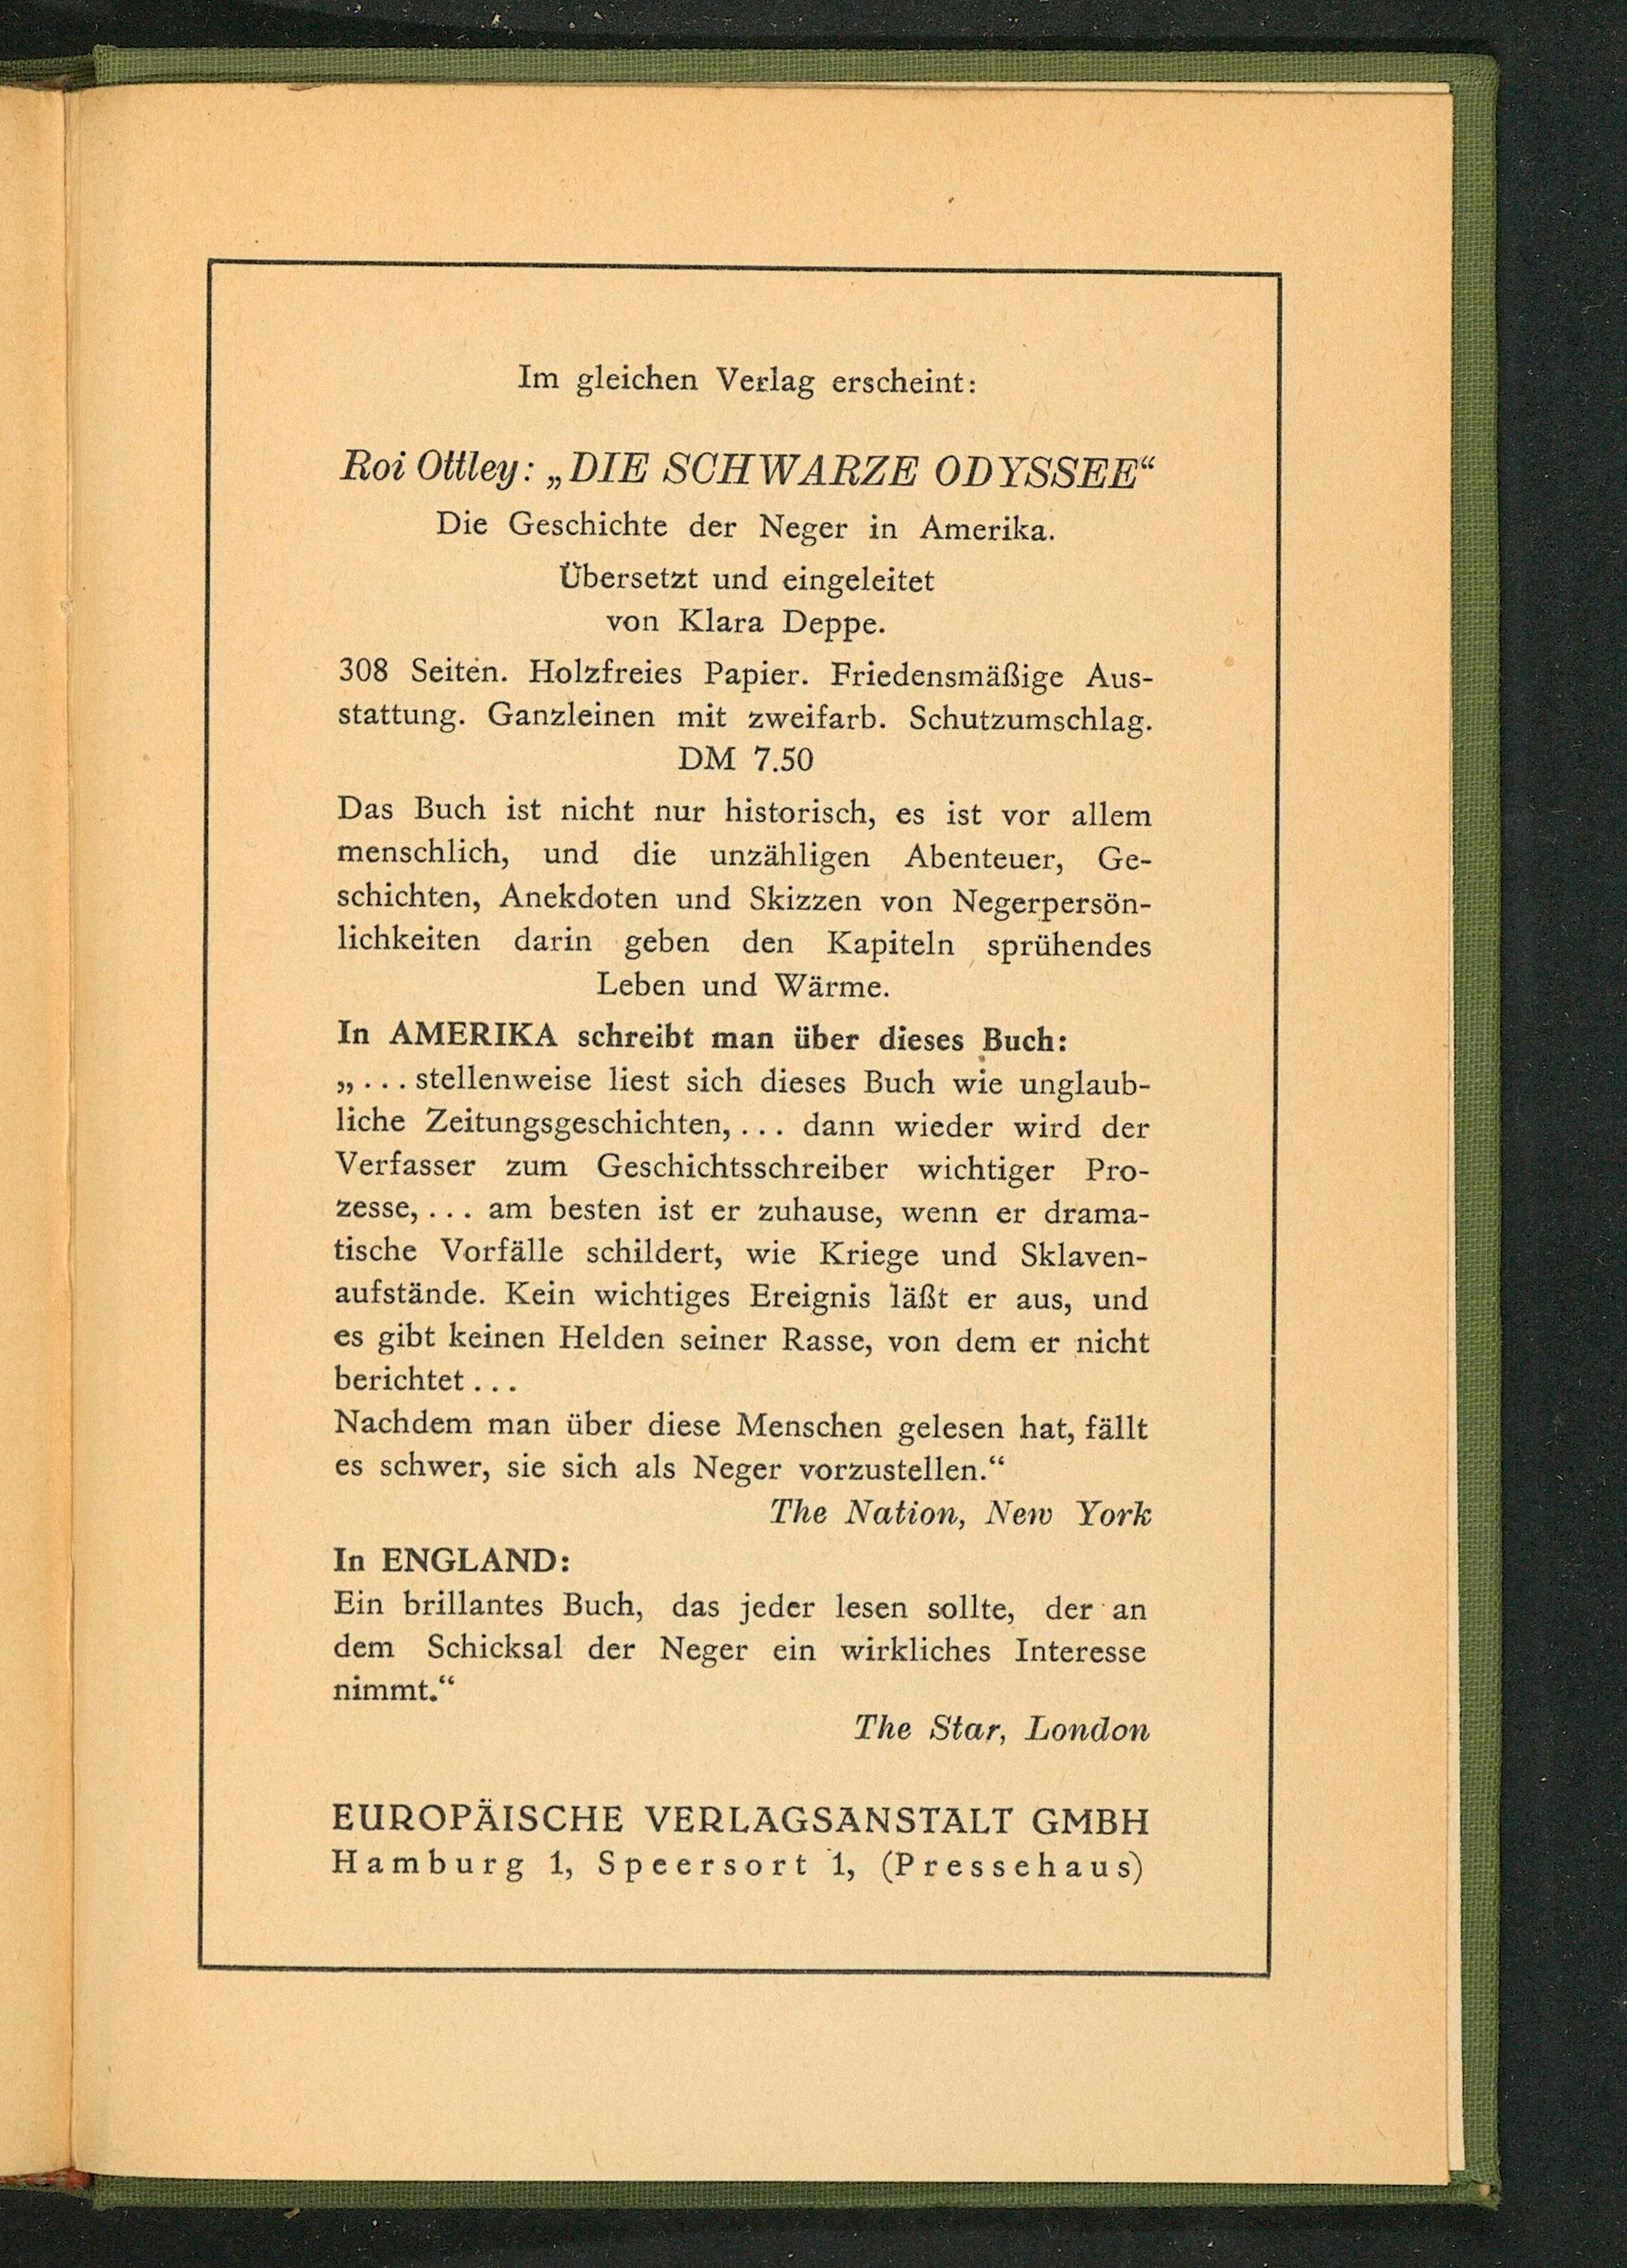 Im gleichen Verlag erscheint:
Roi Ottley: „DIE SCHWARZE ODYSSEE“
Die Geschichte der Neger in Amerika.
Übersetzt und eingeleitet
von Klara Deppe.
308 Seiten. Holzfreies Papier. Friedensmäßige Aus-
stattung. Ganzleinen mit zweifarb. Schutzumschlag.
DM 7.50
Das Buch ist nicht nur historisch, es ist vor allem
menschlich, und die unzähligen Abenteuer, Ge-
schichten, Anekdoten und Skizzen von Negerpersön-
lichkeiten darin geben den Kapiteln sprühendes
Leben und Wärme.
In AMERIKA schreibt man über dieses Buch:
„... stellenweise liest sich dieses Buch wie unglaub-
liche Zeitungsgeschichten, ... dann wieder wird der
Verfasser zum Geschichtsschreiber wichtiger Pro-
zesse, ... am besten ist er zuhause, wenn er drama-
tische Vorfälle schildert, wie Kriege und Sklaven-
aufstände. Kein wichtiges Ereignis läßt er aus, und
es gibt keinen Helden seiner Rasse, von dem er nicht
berichtet ...
Nachdem man über diese Menschen gelesen hat, fällt
es schwer, sie sich als Neger vorzustellen.“
The Nation, New York
In ENGLAND:
Ein brillantes Buch, das jeder lesen sollte, der an
dem Schicksal der Neger ein wirkliches Interesse
nimmt.“
The Star, London
EUROPÄISCHE VERLAGSANSTALT GMBH
Hamburg 1, Speersort 1, (Pressehaus)